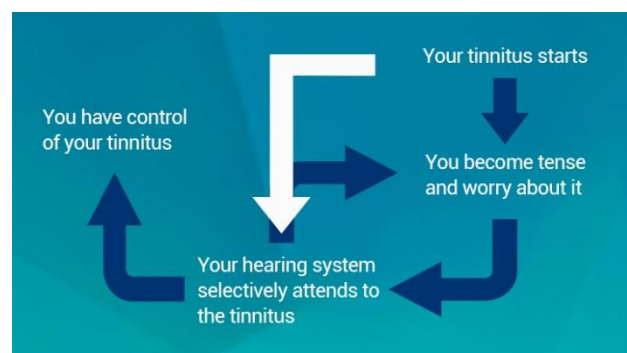 Your tinnitus starts
You have control
of your tinnitus
You become tense
and worry about it
Your hearing system
selectively attends to
the tinnitus